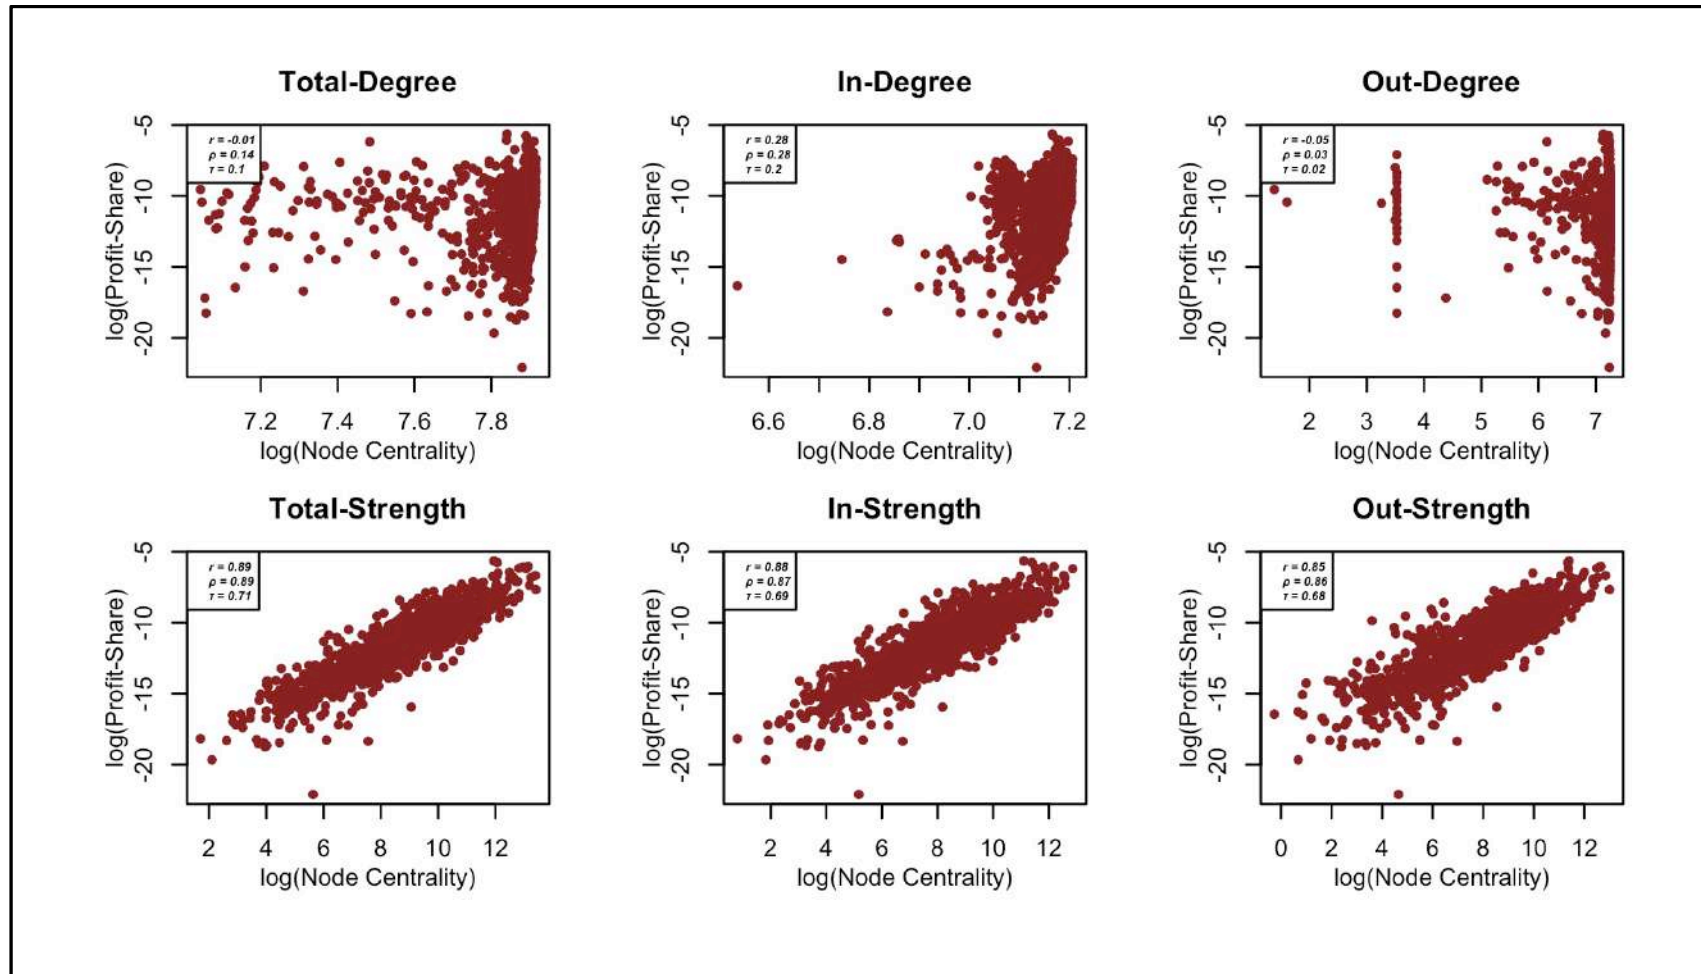 Total-Degree
r = -0.01
ρ = 0.14
τ = 0.1
log(Profit-Share)
-5
-10
-15
-20
7.2 7.4 7.6 7.8
log(Node Centrality)
In-Degree
r = 0.28
ρ = 0.28
τ = 0.2
log(Profit-Share)
-5
-10
-15
-20
6.6 6.8 7.0 7.2
log(Node Centrality)
Out-Degree
r = -0.05
ρ = 0.03
τ = 0.02
log(Profit-Share)
-5
-10
-15
-20
2 3 4 5 6 7
log(Node Centrality)
Total-Strength
r = 0.89
ρ = 0.89
τ = 0.71
log(Profit-Share)
-5
-10
-15
-20
2 4 6 8 10 12
log(Node Centrality)
In-Strength
r = 0.88
ρ = 0.87
τ = 0.69
log(Profit-Share)
-5
-10
-15
-20
2 4 6 8 10 12
log(Node Centrality)
Out-Strength
r = 0.85
ρ = 0.86
τ = 0.68
log(Profit-Share)
-5
-10
-15
-20
0 2 4 6 8 10 12
log(Node Centrality)